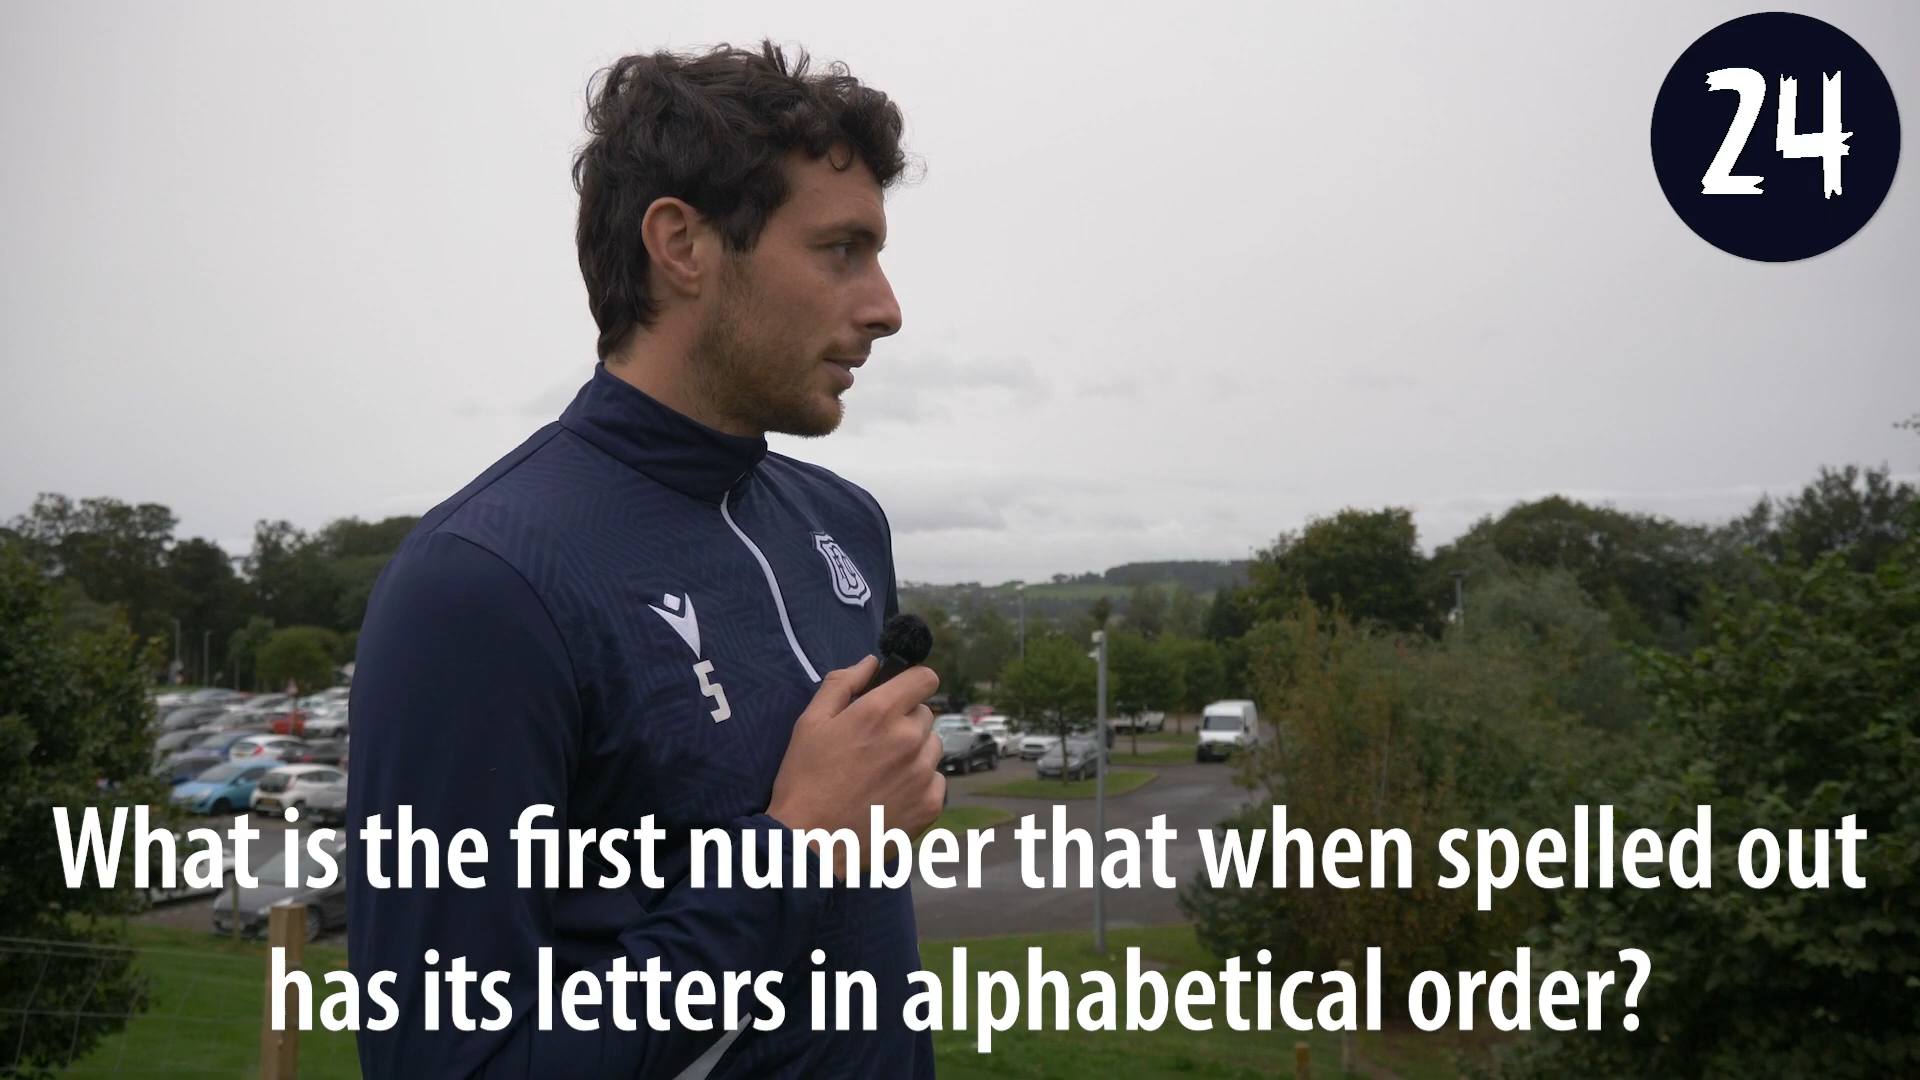 24
5
What is the first number that when spelled out
has its letters in alphabetical order?